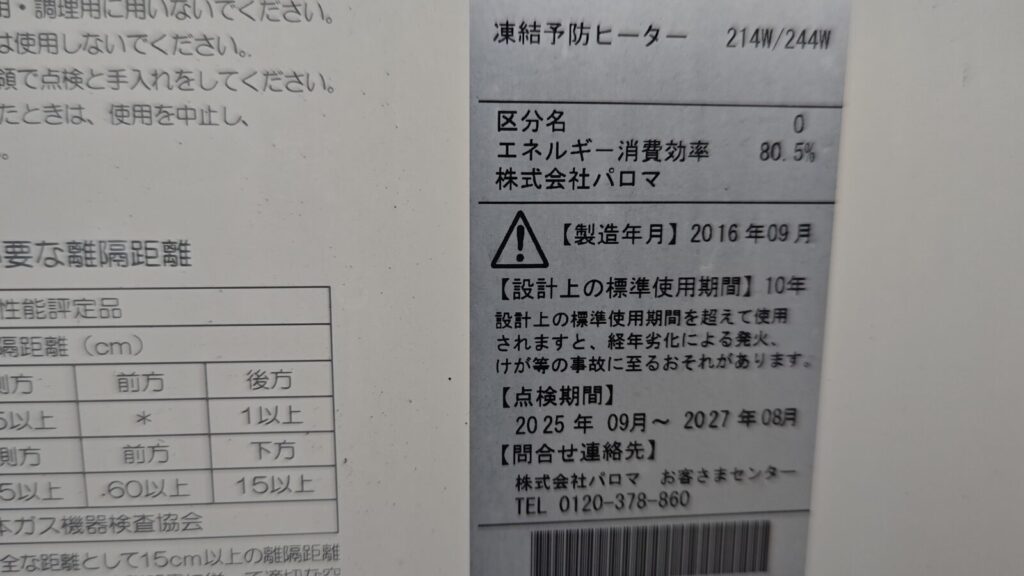 用・調理用に用いないでください。
は使用しないでください。
領で点検と手入れをしてください。
たときは、使用を中止し、
。
要な離隔距離
性能評定品
隔距離（cm）
側方 前方 後方
5以上 * 1以上
側方 前方 下方
5以上 60以上 15以上
本ガス機器検査協会
全な距離として15cm以上の離隔距離
凍結予防ヒーター 214W/244W
区分名 0
エネルギー消費効率 80.5%
株式会社パロマ
【製造年月】2016年09月
【設計上の標準使用期間】10年
設計上の標準使用期間を超えて使用
されますと、経年劣化による発火、
けが等の事故に至るおそれがあります。
【点検期間】
2025年 09月～ 2027年08月
【問合せ連絡先】
株式会社パロマ お客さまセンター
TEL 0120-378-860